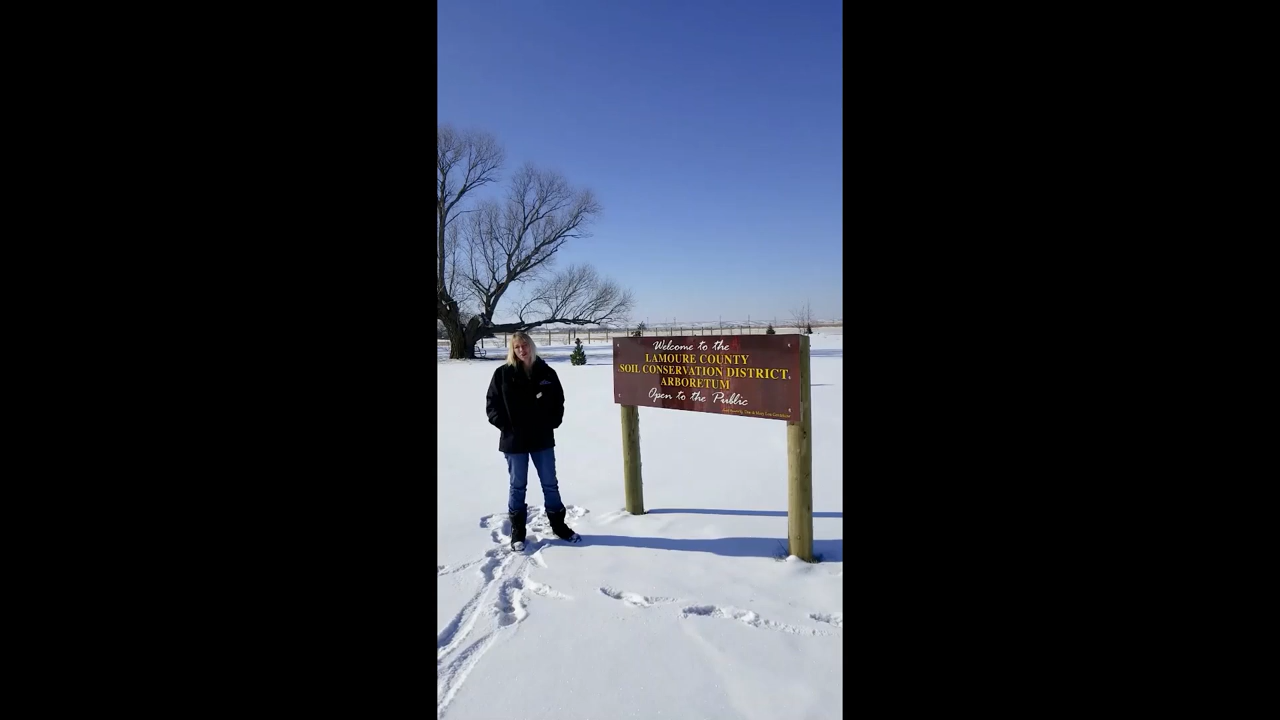 Welcome to the
LAMOURE COUNTY
SOIL CONSERVATION DISTRICT
ARBORETUM
Open to the Public